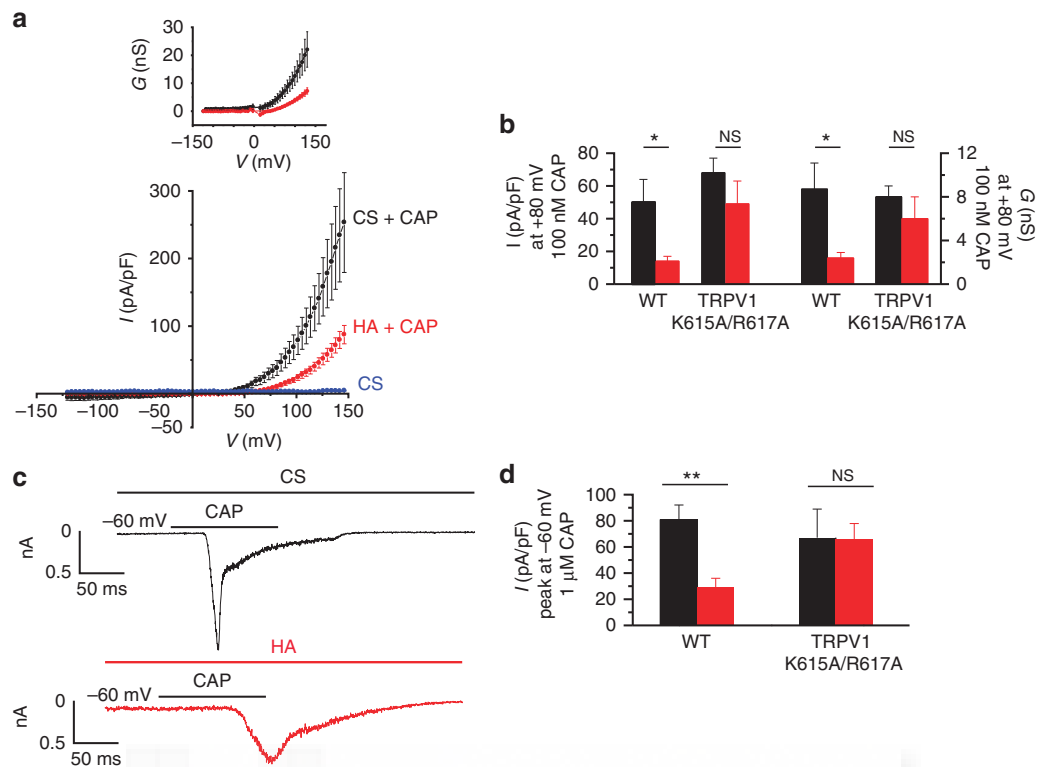 a
30
20
10
0
G (nS)
−150 0 150
V (mV)
300
200
100
−50
I (pA/pF)
CS + CAP
HA + CAP
CS
−150 −100 −50 50 100 150
V (mV)
b
* NS * NS
80
60
40
20
0
I (pA/pF)
at +80 mV
100 nM CAP
12
8
4
0
G (nS)
at +80 mV
100 nM CAP
WT TRPV1 WT TRPV1
K615A/R617A K615A/R617A
c
CS
−60 mV CAP
0
nA
0.5
50 ms
HA
−60 mV CAP
0
nA
0.5
50 ms
d
** NS
100
80
60
40
20
0
I (pA/pF)
peak at −60 mV
1 µM CAP
WT TRPV1
K615A/R617A